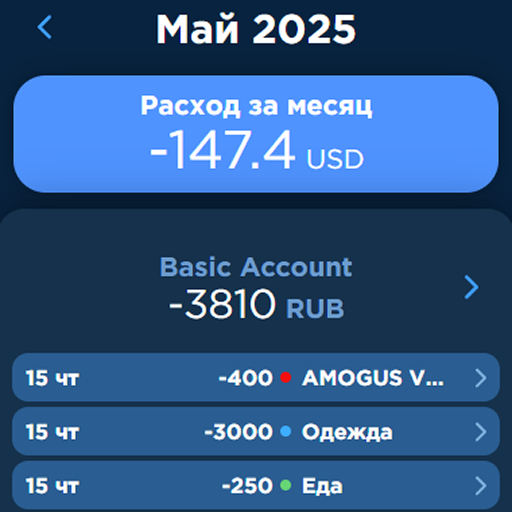 Май 2025
Расход за месяц
-147.4 USD
Basic Account
-3810 RUB
15 чт -400 AMOGUS V...
15 чт -3000 Одежда
15 чт -250 Еда